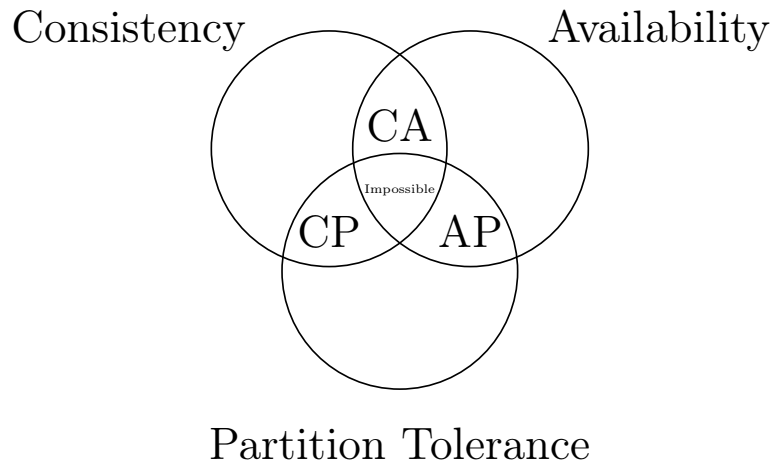 Consistency
Availability
CA
Impossible
CP
AP
Partition Tolerance